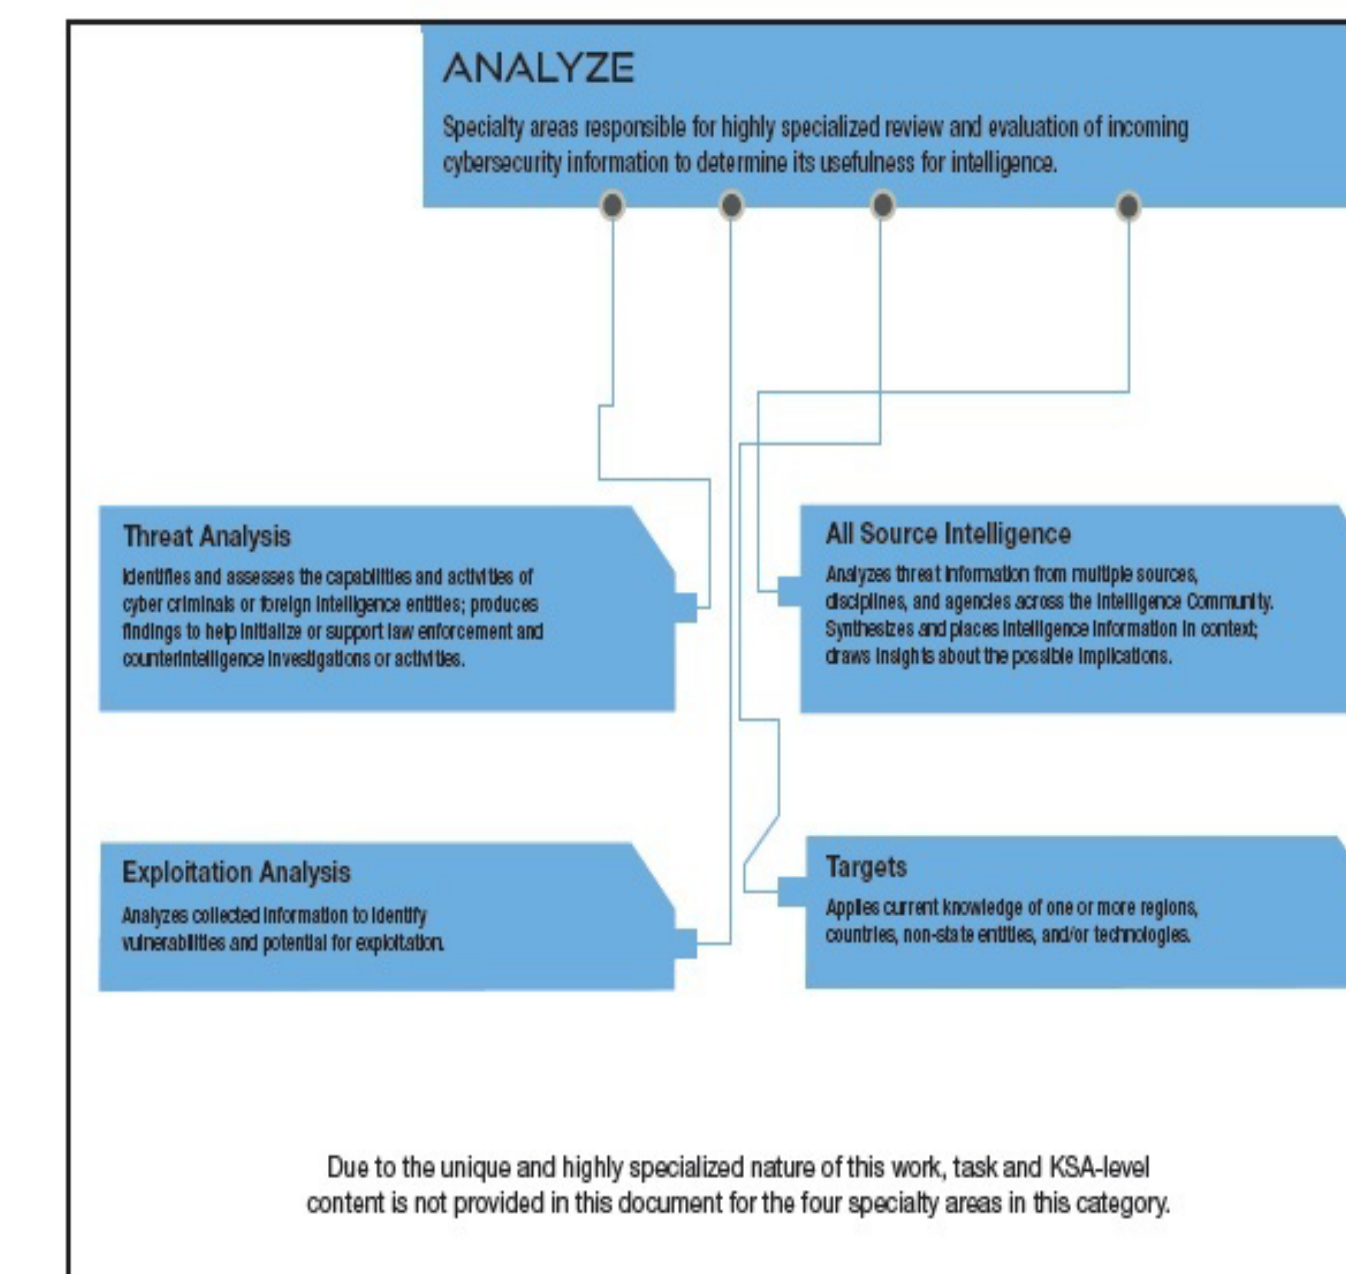 ANALYZE
Specialty areas responsible for highly specialized review and evaluation of incoming
cybersecurity information to determine its usefulness for intelligence.
Threat Analysis
Identifies and assesses the capabilities and activities of
cyber criminals or foreign intelligence entities; produces
findings to help initialize or support law enforcement and
counterintelligence investigations or activities.
All Source Intelligence
Analyzes threat information from multiple sources,
disciplines, and agencies across the Intelligence Community.
Synthesizes and places intelligence information in context;
draws insights about the possible implications.
Exploitation Analysis
Analyzes collected information to identify
vulnerabilities and potential for exploitation.
Targets
Applies current knowledge of one or more regions,
countries, non-state entities, and/or technologies.
Due to the unique and highly specialized nature of this work, task and KSA-level
content is not provided in this document for the four specialty areas in this category.